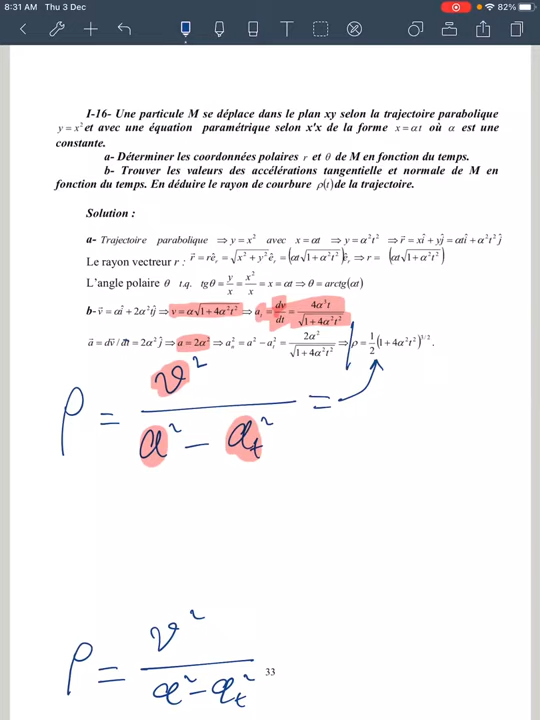 8:31 AM Thu 3 Dec 82%
I-16- Une particule M se déplace dans le plan xy selon la trajectoire parabolique
y = x² et avec une équation paramétrique selon x'x de la forme x = αt où α est une
constante.
a- Déterminer les coordonnées polaires r et θ de M en fonction du temps.
b- Trouver les valeurs des accélérations tangentielle et normale de M en
fonction du temps. En déduire le rayon de courbure ρ(t) de la trajectoire.
Solution :
a- Trajectoire parabolique ⇒ y = x² avec x = αt ⇒ y = α²t² ⇒ r⃗ = xî + yĵ = αtî + α²t²ĵ
Le rayon vecteur r : r⃗ = rê_r = √(x² + y²) ê_r = (αt√(1 + α²t²))ê_r ⇒ r = (αt√(1 + α²t²))
L'angle polaire θ t.q. tgθ = y/x = x²/x = x = αt ⇒ θ = arctg(αt)
b- v⃗ = αî + 2α²tĵ ⇒ v = α√(1 + 4α²t²) ⇒ a_t = dv/dt = 4α³t/√(1 + 4α²t²)
a⃗ = dv⃗/dt = 2α²ĵ ⇒ a = 2α² ⇒ a_n² = a² − a_t² = 2α²/√(1 + 4α²t²) ⇒ ρ = 1/2 (1 + 4α²t²)^(3/2) .
ρ = v²/(a² − a_t²) =
ρ = v²/(a² − a_t²)
33